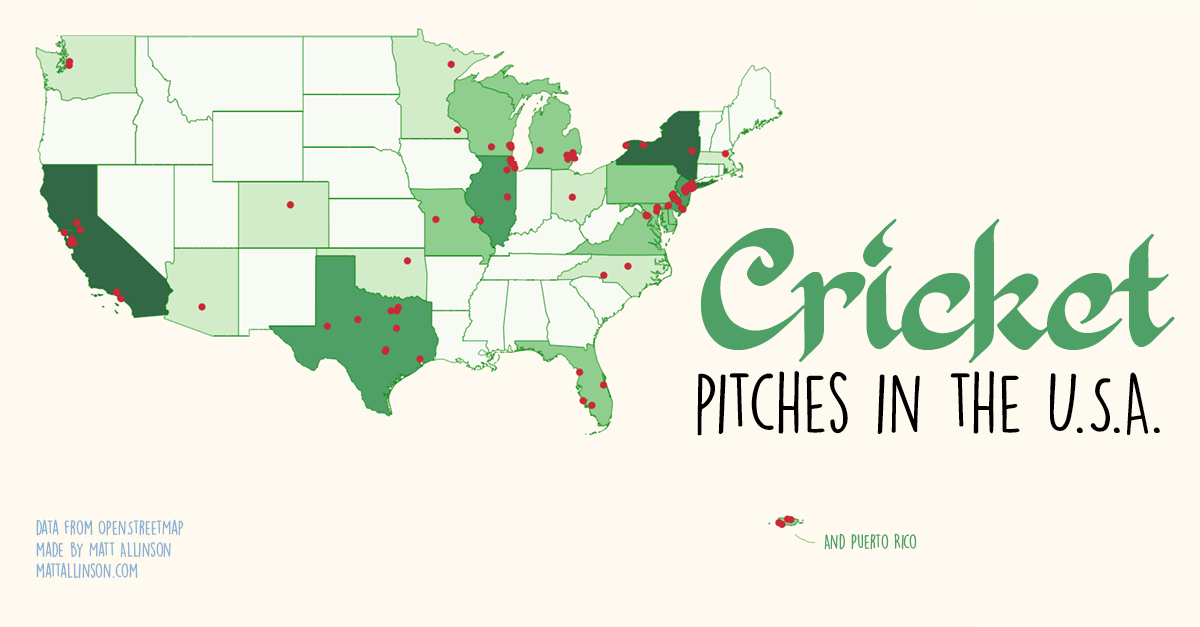 Cricket
PITCHES IN THE U.S.A.
AND PUERTO RICO
DATA FROM OPENSTREETMAP
MADE BY MATT ALLINSON
MATTALLINSON.COM